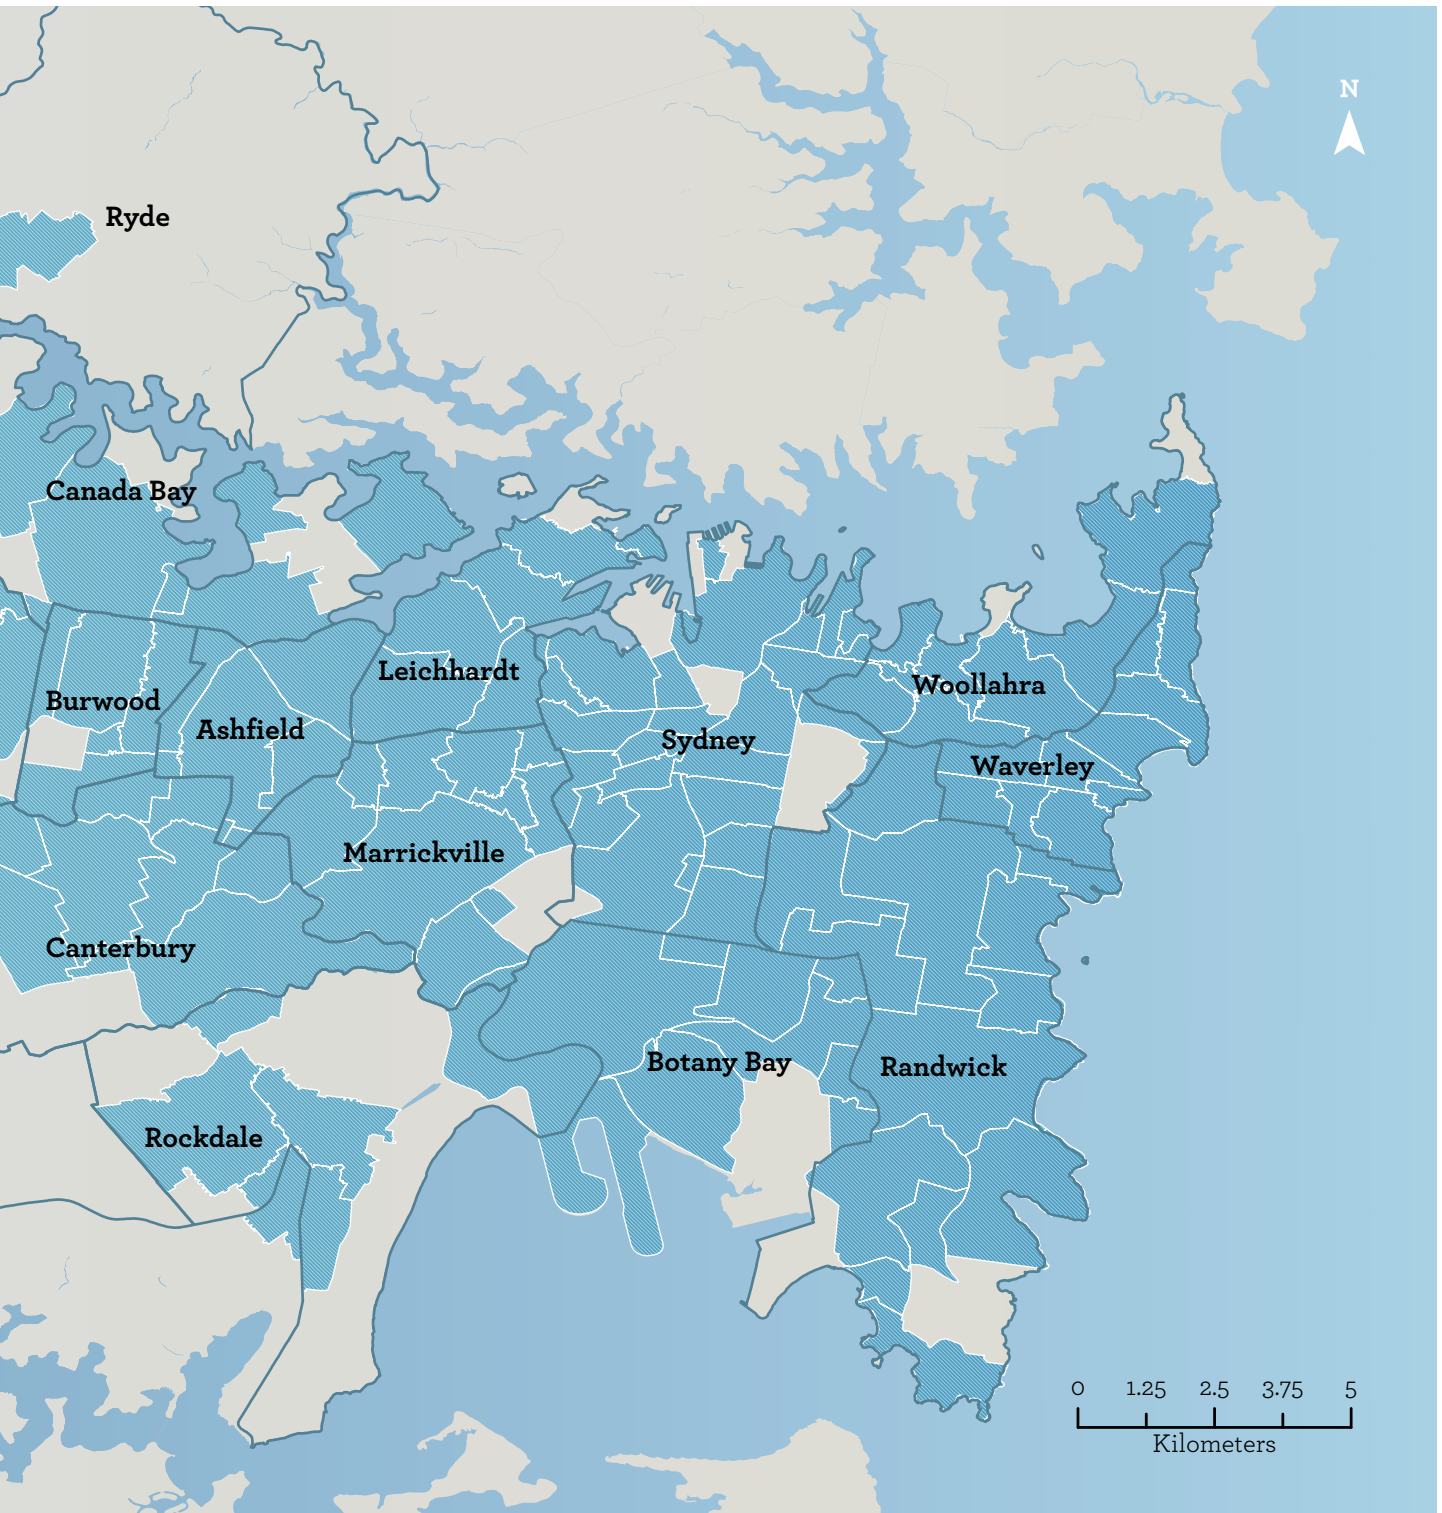 N
Ryde
Canada Bay
Leichhardt
Woollahra
Burwood
Ashfield
Sydney
Waverley
Marrickville
Canterbury
Botany Bay
Randwick
Rockdale
0 1.25 2.5 3.75 5
Kilometers